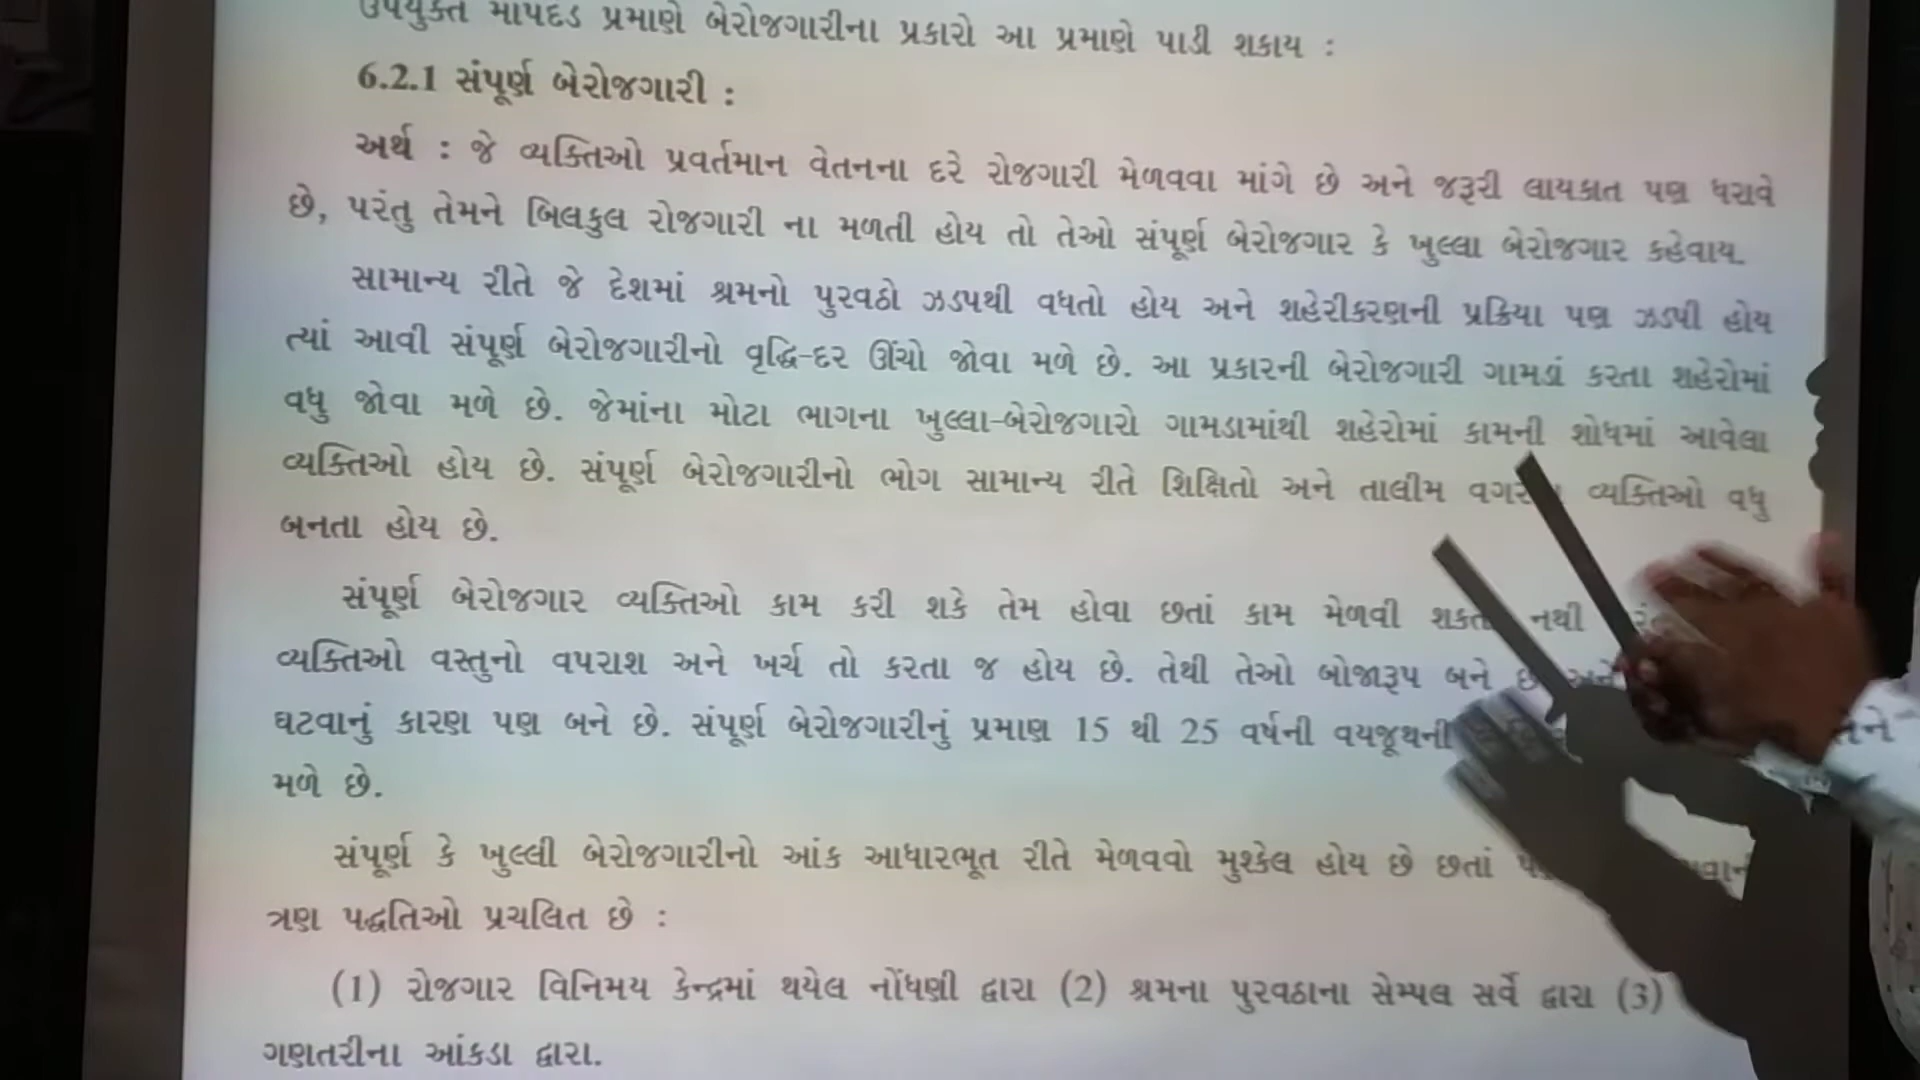 ઉપર્યુક્ત માપદંડ પ્રમાણે બેરોજગારીના પ્રકારો આ પ્રમાણે પાડી શકાય :
6.2.1 સંપૂર્ણ બેરોજગારી :
અર્થ : જે વ્યક્તિઓ પ્રવર્તમાન વેતનના દરે રોજગારી મેળવવા માંગે છે અને જરૂરી લાયકાત પણ ધરાવે
છે, પરંતુ તેમને બિલકુલ રોજગારી ના મળતી હોય તો તેઓ સંપૂર્ણ બેરોજગાર કે ખુલ્લા બેરોજગાર કહેવાય.
સામાન્ય રીતે જે દેશમાં શ્રમનો પુરવઠો ઝડપથી વધતો હોય અને શહેરીકરણની પ્રક્રિયા પણ ઝડપી હોય
ત્યાં આવી સંપૂર્ણ બેરોજગારીનો વૃદ્ધિ-દર ઊંચો જોવા મળે છે. આ પ્રકારની બેરોજગારી ગામડાં કરતા શહેરોમાં
વધુ જોવા મળે છે. જેમાંના મોટા ભાગના ખુલ્લા-બેરોજગારો ગામડામાંથી શહેરોમાં કામની શોધમાં આવેલા
વ્યક્તિઓ હોય છે. સંપૂર્ણ બેરોજગારીનો ભોગ સામાન્ય રીતે શિક્ષિતો અને તાલીમ વ્યક્તિઓ વધુ
બનતા હોય છે.
સંપૂર્ણ બેરોજગાર વ્યક્તિઓ કામ કરી શકે તેમ હોવા છતાં કામ મેળવી નથી
વ્યક્તિઓ વસ્તુનો વપરાશ અને ખર્ચ તો કરતા જ હોય છે. તેથી તેઓ બોજારૂપ બને
ઘટવાનું કારણ પણ બને છે. સંપૂર્ણ બેરોજગારીનું પ્રમાણ 15 થી 25 વર્ષની વયજૂથની
મળે છે.
સંપૂર્ણ કે ખુલ્લી બેરોજગારીનો આંક આધારભૂત રીતે મેળવવો મુશ્કેલ હોય છે છતાં
ત્રણ પદ્ધતિઓ પ્રચલિત છે :
(1) રોજગાર વિનિમય કેન્દ્રમાં થયેલ નોંધણી દ્વારા (2) શ્રમના પુરવઠાના સેમ્પલ સર્વે દ્વારા (3)
ગણતરીના આંકડા દ્વારા.